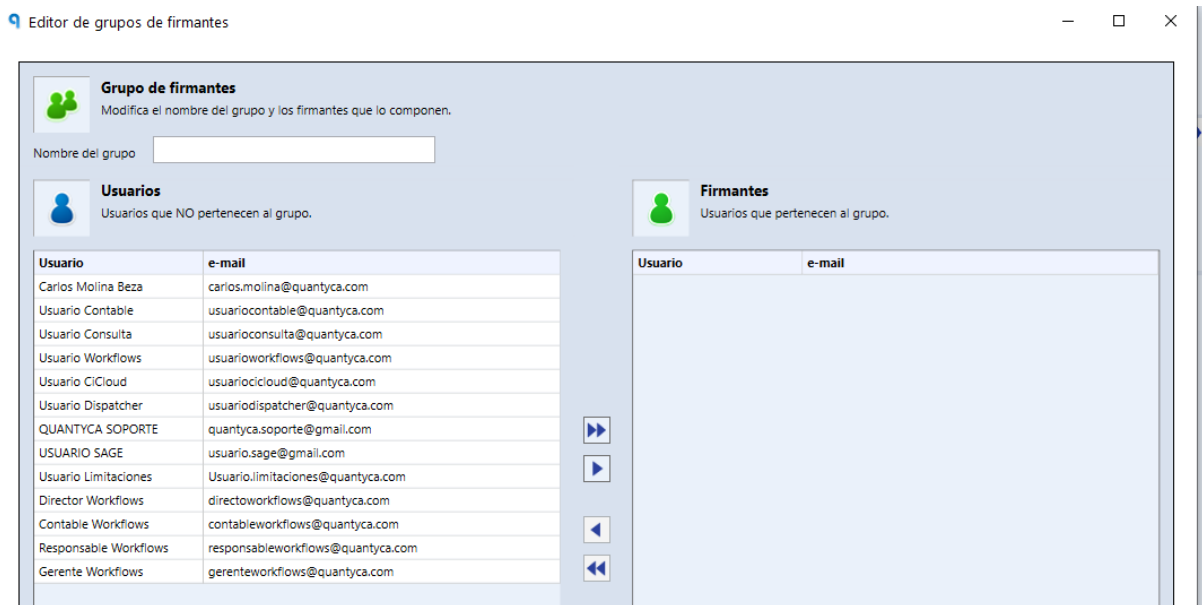 Editor de grupos de firmantes
Grupo de firmantes
Modifica el nombre del grupo y los firmantes que lo componen.
Nombre del grupo
Usuarios
Usuarios que NO pertenecen al grupo.
Usuario e-mail
Carlos Molina Beza carlos.molina@quantyca.com
Usuario Contable usuariocontable@quantyca.com
Usuario Consulta usuarioconsulta@quantyca.com
Usuario Workflows usuarioworkflows@quantyca.com
Usuario CiCloud usuariocicloud@quantyca.com
Usuario Dispatcher usuariodispatcher@quantyca.com
QUANTYCA SOPORTE quantyca.soporte@gmail.com
USUARIO SAGE usuario.sage@gmail.com
Usuario Limitaciones Usuario.limitaciones@quantyca.com
Director Workflows directoworkflows@quantyca.com
Contable Workflows contableworkflows@quantyca.com
Responsable Workflows responsableworkflows@quantyca.com
Gerente Workflows gerenteworkflows@quantyca.com
Firmantes
Usuarios que pertenecen al grupo.
Usuario e-mail